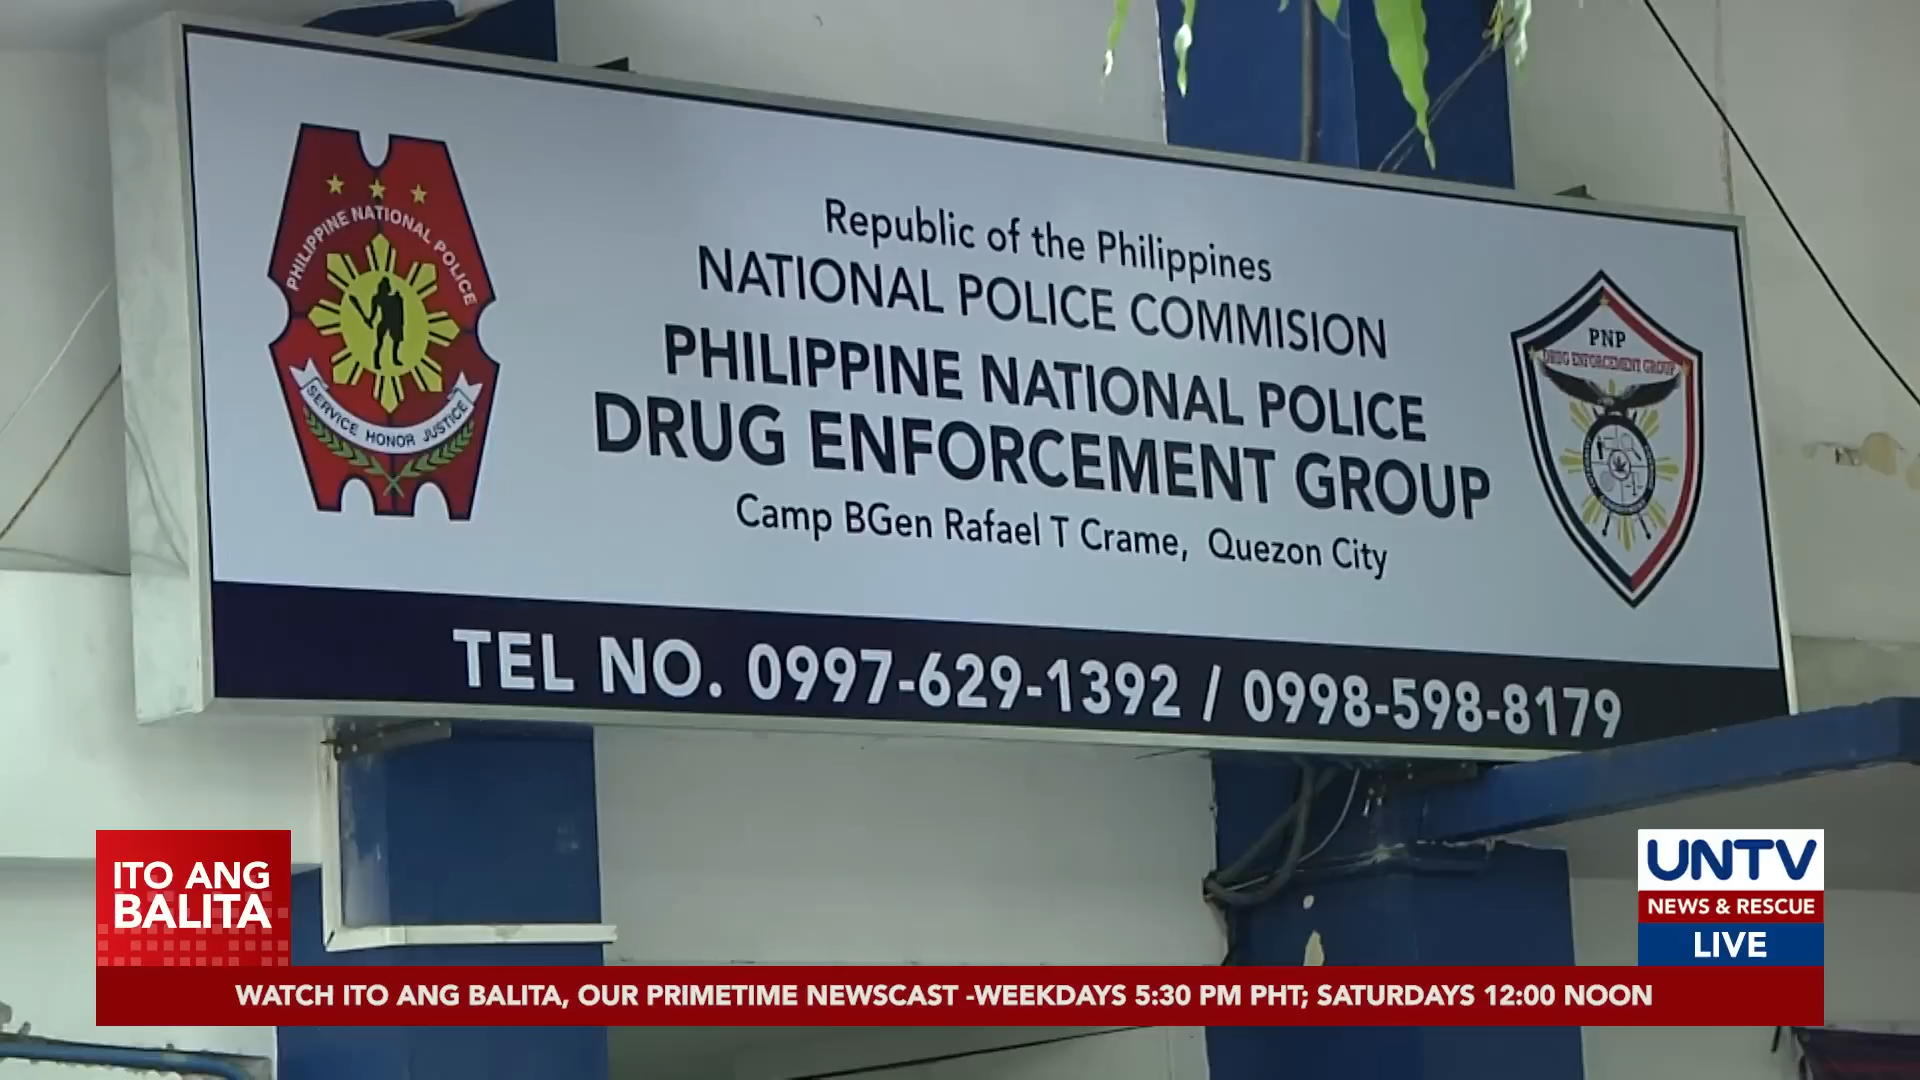 Republic of the Philippines
NATIONAL POLICE COMMISION
PHILIPPINE NATIONAL POLICE
DRUG ENFORCEMENT GROUP
Camp BGen Rafael T Crame, Quezon City
TEL NO. 0997-629-1392 / 0998-598-8179
PHILIPPINE NATIONAL POLICE
SERVICE HONOR JUSTICE
PNP
DRUG ENFORCEMENT GROUP
ITO ANG
BALITA
UNTV
NEWS & RESCUE
LIVE
WATCH ITO ANG BALITA, OUR PRIMETIME NEWSCAST -WEEKDAYS 5:30 PM PHT; SATURDAYS 12:00 NOON